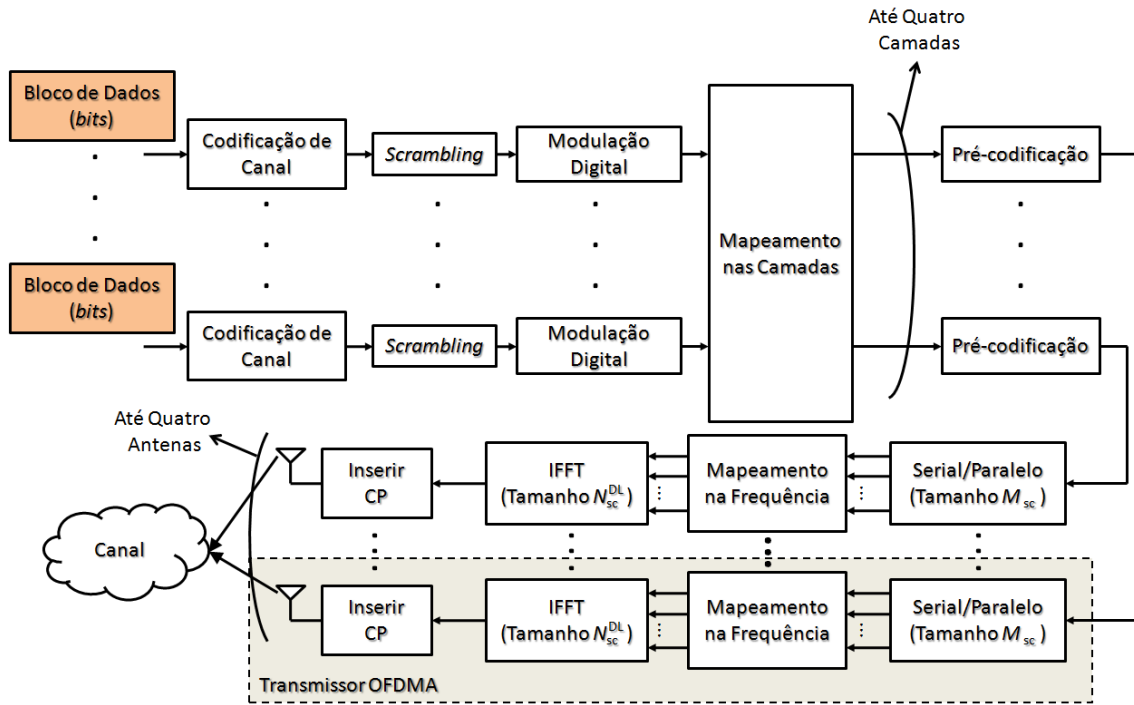 Até Quatro
Camadas
Bloco de Dados
(bits)
Codificação de
Canal
Scrambling
Modulação
Digital
Mapeamento
nas Camadas
Pré-codificação
Bloco de Dados
(bits)
Codificação de
Canal
Scrambling
Modulação
Digital
Pré-codificação
Até Quatro
Antenas
Inserir
CP
IFFT
(Tamanho N_sc^DL)
Mapeamento
na Frequência
Serial/Paralelo
(Tamanho M_sc)
Canal
Inserir
CP
IFFT
(Tamanho N_sc^DL)
Mapeamento
na Frequência
Serial/Paralelo
(Tamanho M_sc)
Transmissor OFDMA